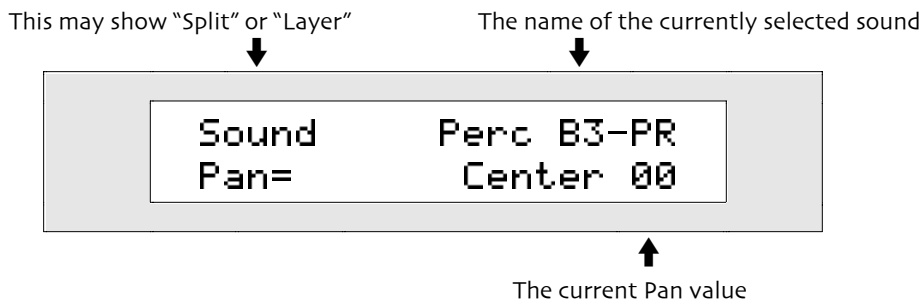 This may show “Split” or “Layer”
The name of the currently selected sound
Sound Perc B3-PR
Pan= Center 00
The current Pan value